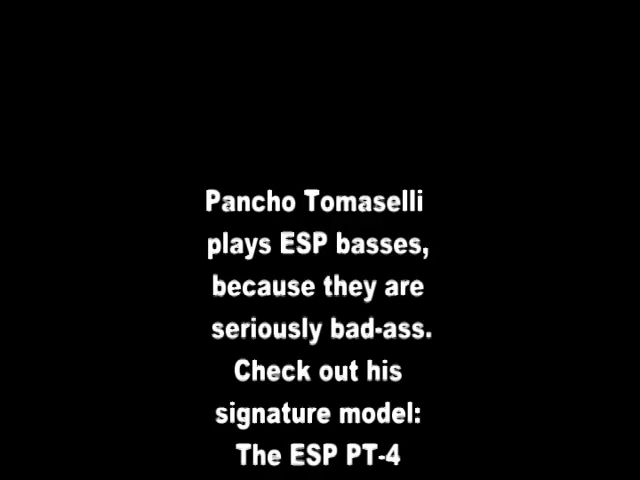 Pancho Tomaselli
plays ESP basses,
because they are
seriously bad-ass.
Check out his
signature model:
The ESP PT-4